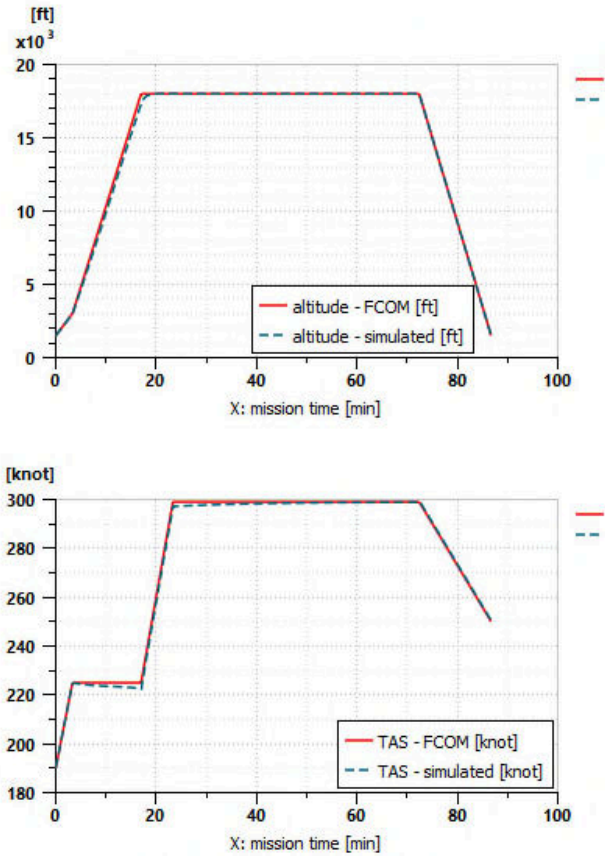 [ft]
x10 3
20
15
10
5
0
0 20 40 60 80 100
altitude - FCOM [ft]
altitude - simulated [ft]
X: mission time [min]
[knot]
300
280
260
240
220
200
180
0 20 40 60 80 100
TAS - FCOM [knot]
TAS - simulated [knot]
X: mission time [min]